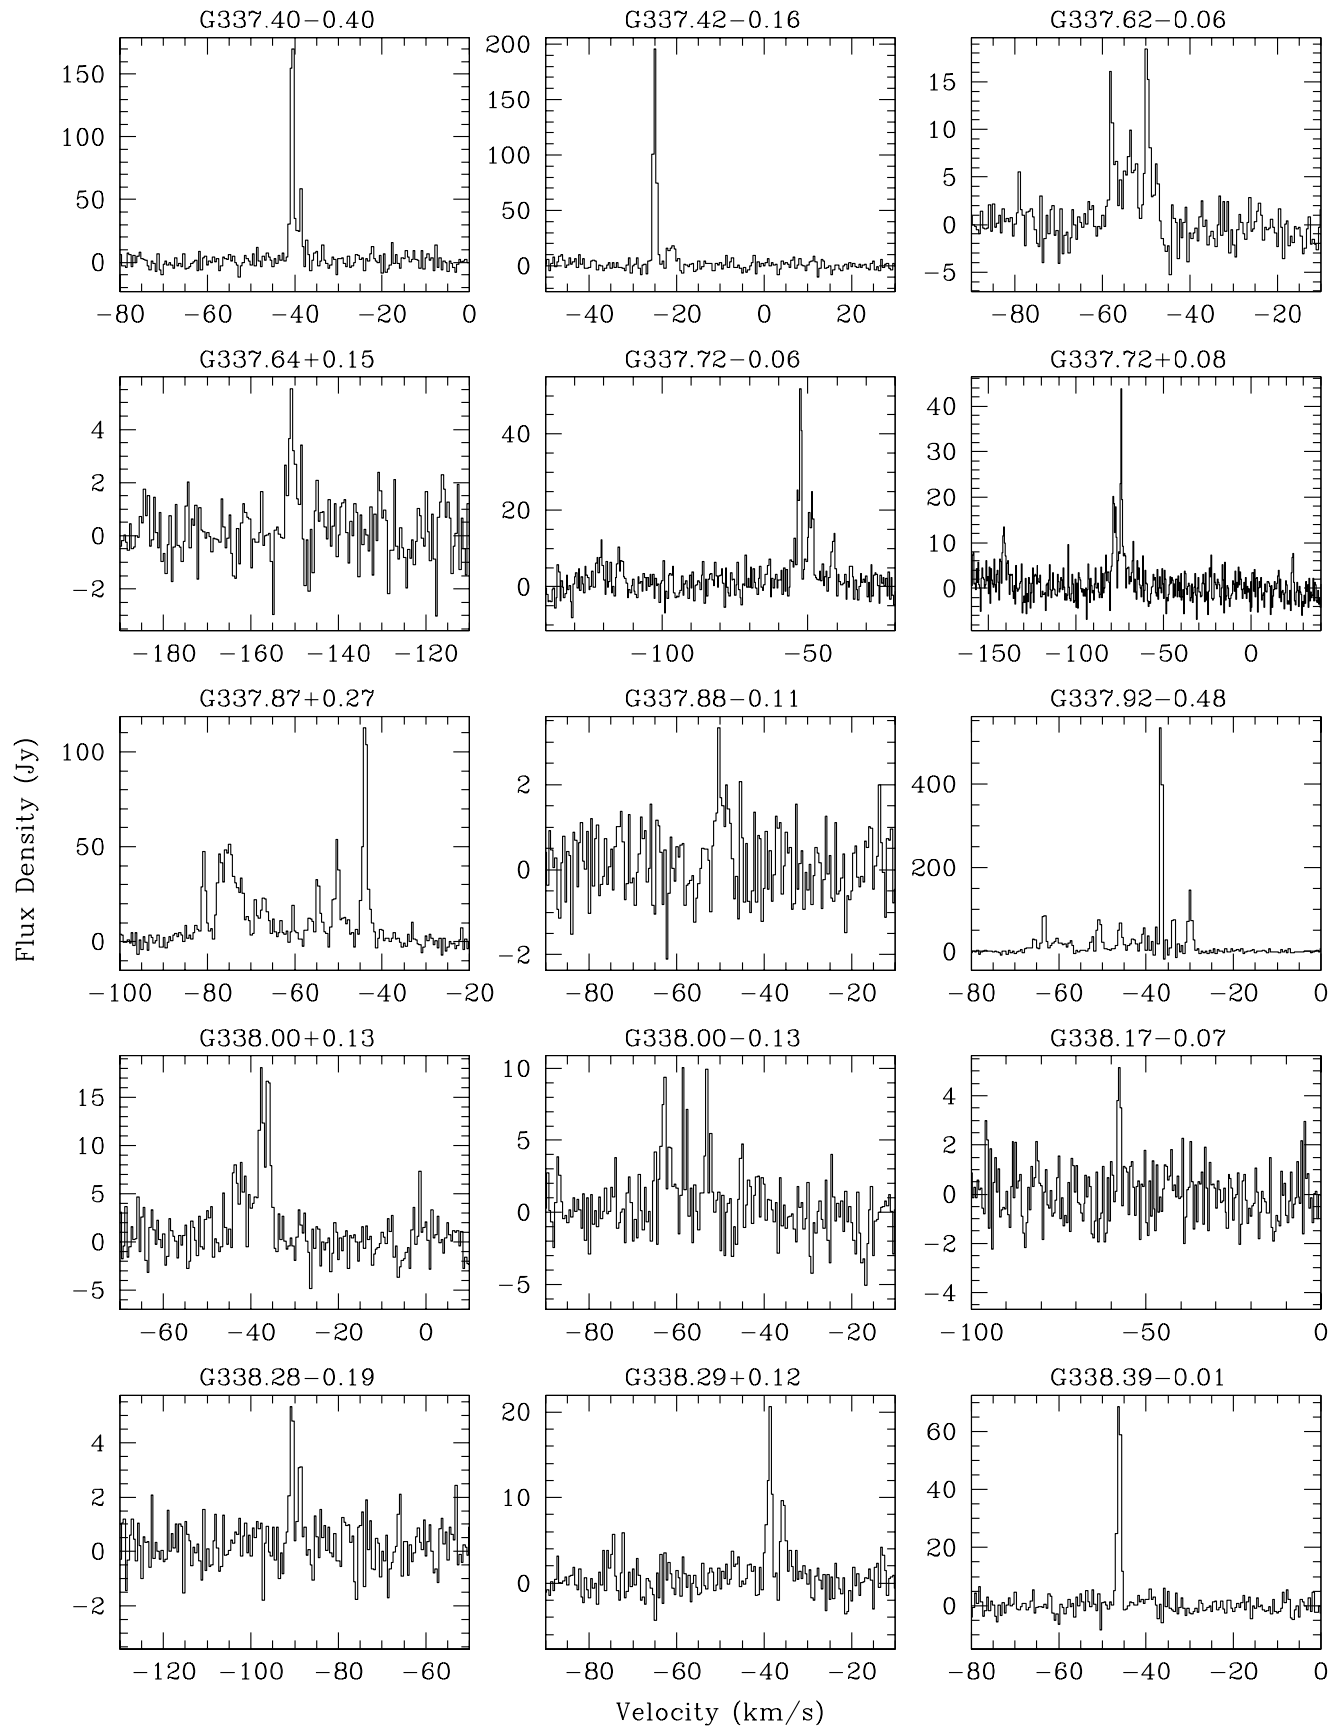 G337.40−0.40 G337.42−0.16 G337.62−0.06
150 100 50 0
200 150 100 50 0
15 10 5 0 −5
−80 −60 −40 −20 0 −40 −20 0 20 −80 −60 −40 −20
G337.64+0.15 G337.72−0.06 G337.72+0.08
4 2 0 −2
40 20 0
40 30 20 10 0
−180 −160 −140 −120 −100 −50 −150 −100 −50 0
G337.87+0.27 G337.88−0.11 G337.92−0.48
100 50 0
2 0 −2
400 200 0
−100 −80 −60 −40 −20 −80 −60 −40 −20 −80 −60 −40 −20 0
Flux Density (Jy)
G338.00+0.13 G338.00−0.13 G338.17−0.07
15 10 5 0 −5
10 5 0 −5
4 2 0 −2 −4
−60 −40 −20 0 −80 −60 −40 −20 −100 −50 0
G338.28−0.19 G338.29+0.12 G338.39−0.01
4 2 0 −2
20 10 0
60 40 20 0
−120 −100 −80 −60 −80 −60 −40 −20 −80 −60 −40 −20 0
Velocity (km/s)